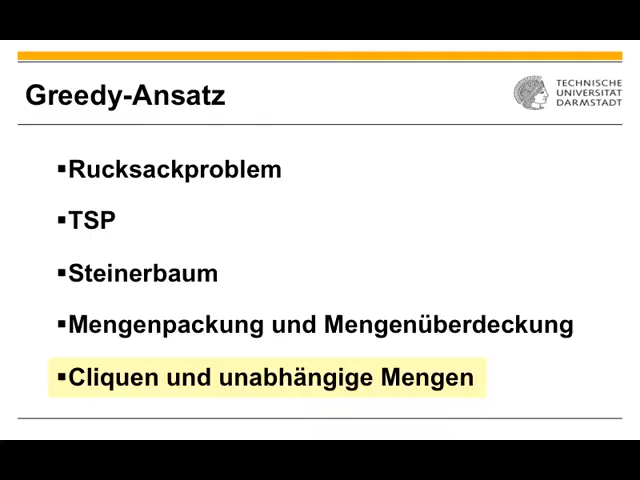 Greedy-Ansatz
TECHNISCHE
UNIVERSITÄT
DARMSTADT
▪Rucksackproblem
▪TSP
▪Steinerbaum
▪Mengenpackung und Mengenüberdeckung
▪Cliquen und unabhängige Mengen